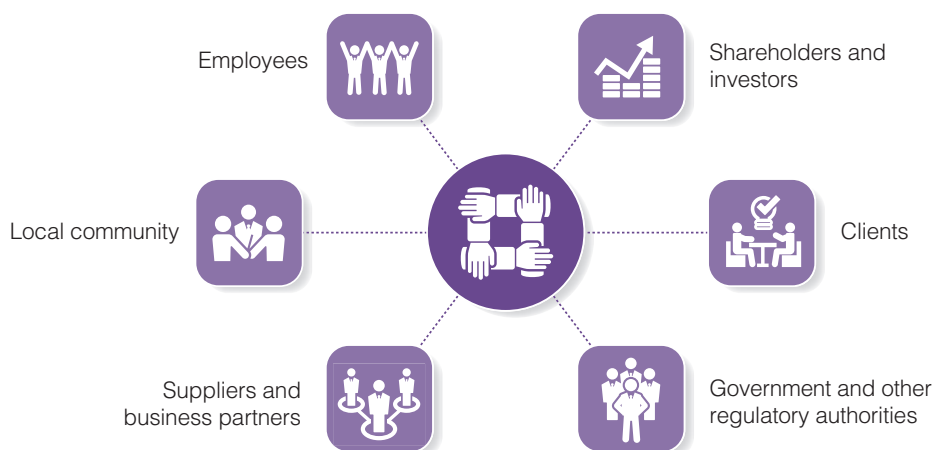 Employees
Shareholders and
investors
Local community
Clients
Suppliers and
business partners
Government and other
regulatory authorities